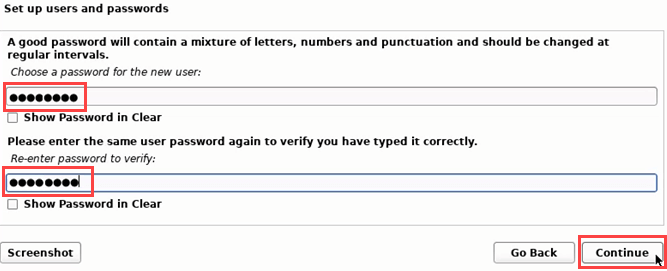 Set up users and passwords
A good password will contain a mixture of letters, numbers and punctuation and should be changed at
regular intervals.
Choose a password for the new user:
●●●●●●●●
Show Password in Clear
Please enter the same user password again to verify you have typed it correctly.
Re-enter password to verify:
●●●●●●●●
Show Password in Clear
Screenshot
Go Back
Continue